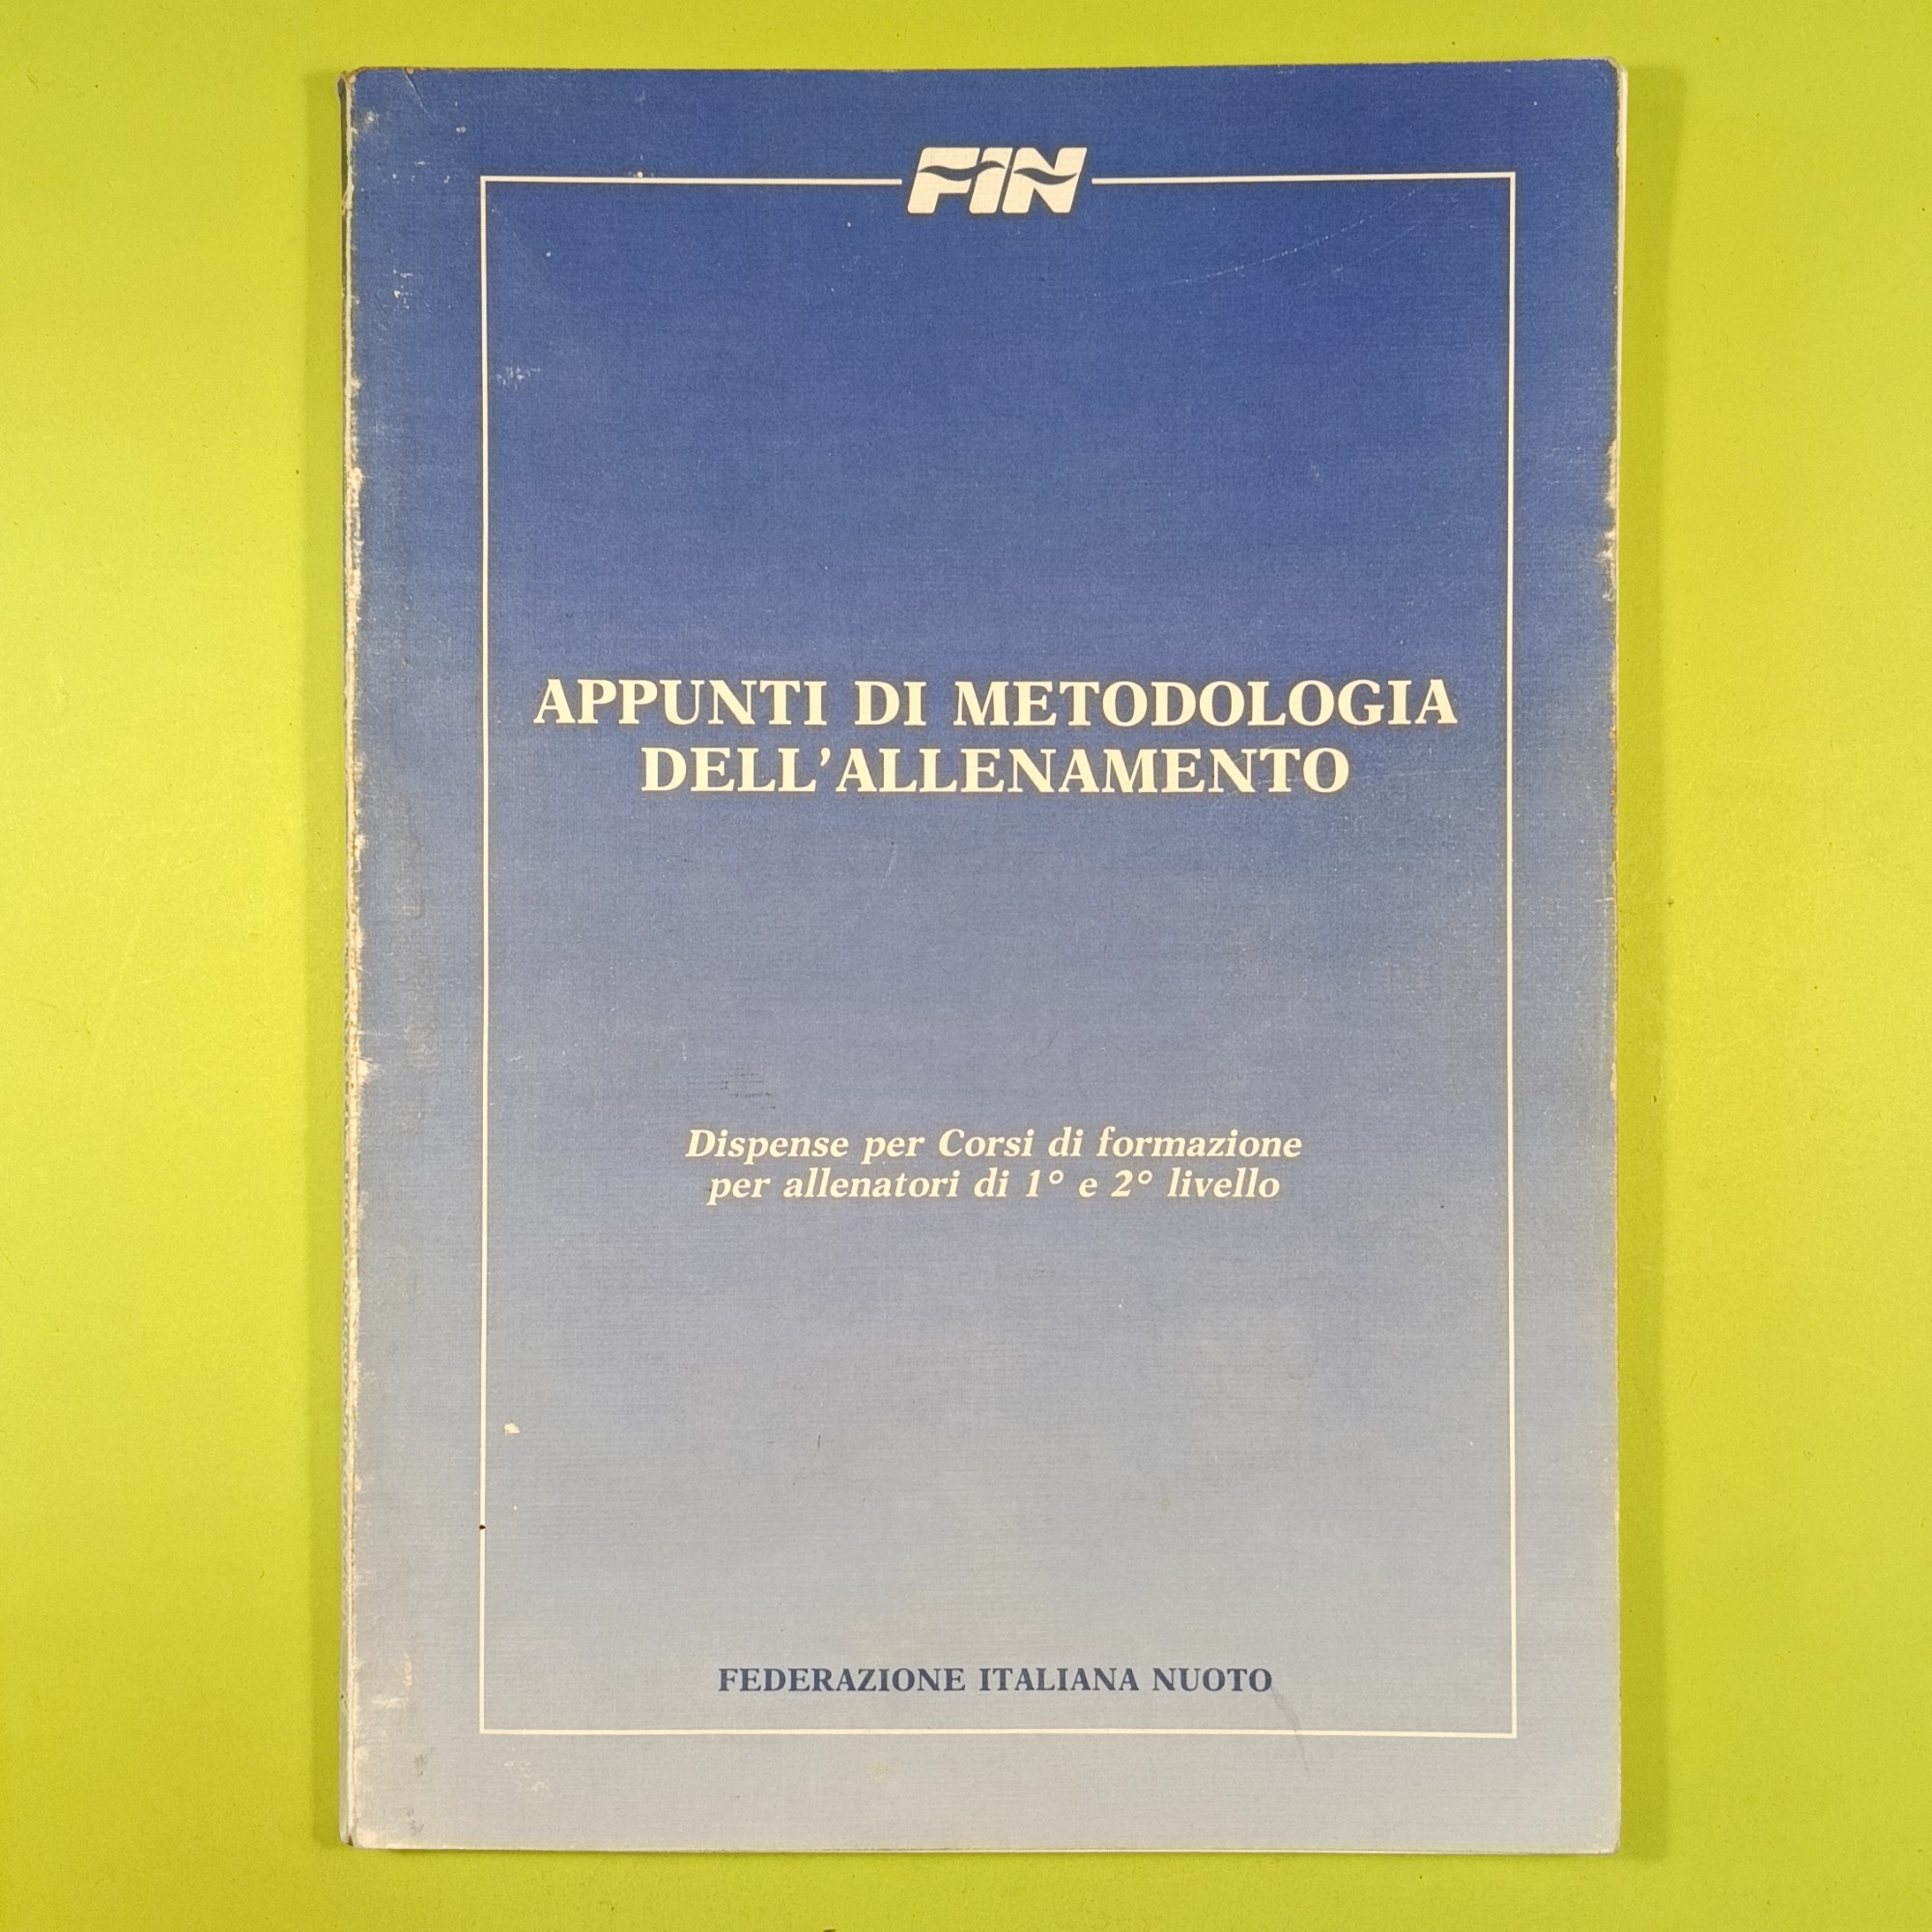 FIN
APPUNTI DI METODOLOGIA
DELL'ALLENAMENTO
Dispense per Corsi di formazione
per allenatori di 1° e 2° livello
FEDERAZIONE ITALIANA NUOTO